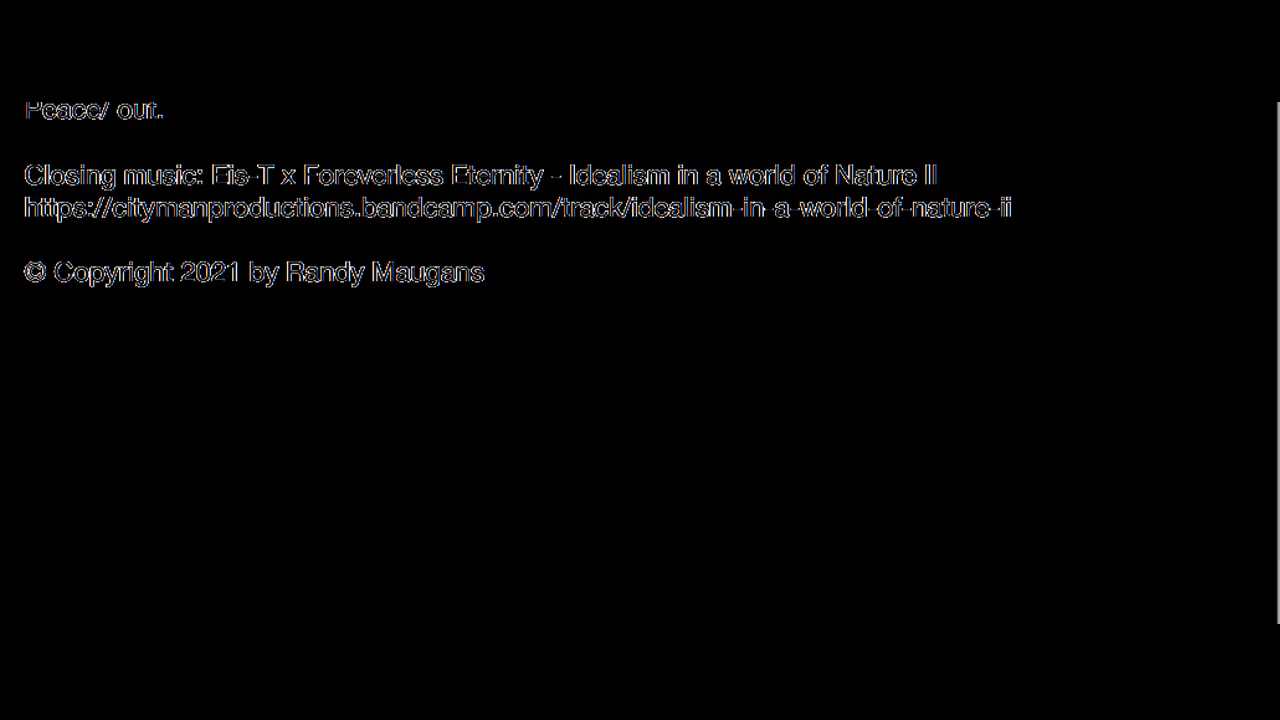 Peace/ out.
Closing music: Eis-T x Foreverless Eternity - Idealism in a world of Nature II
https://citymanproductions.bandcamp.com/track/idealism-in-a-world-of-nature-ii
© Copyright 2021 by Randy Maugans